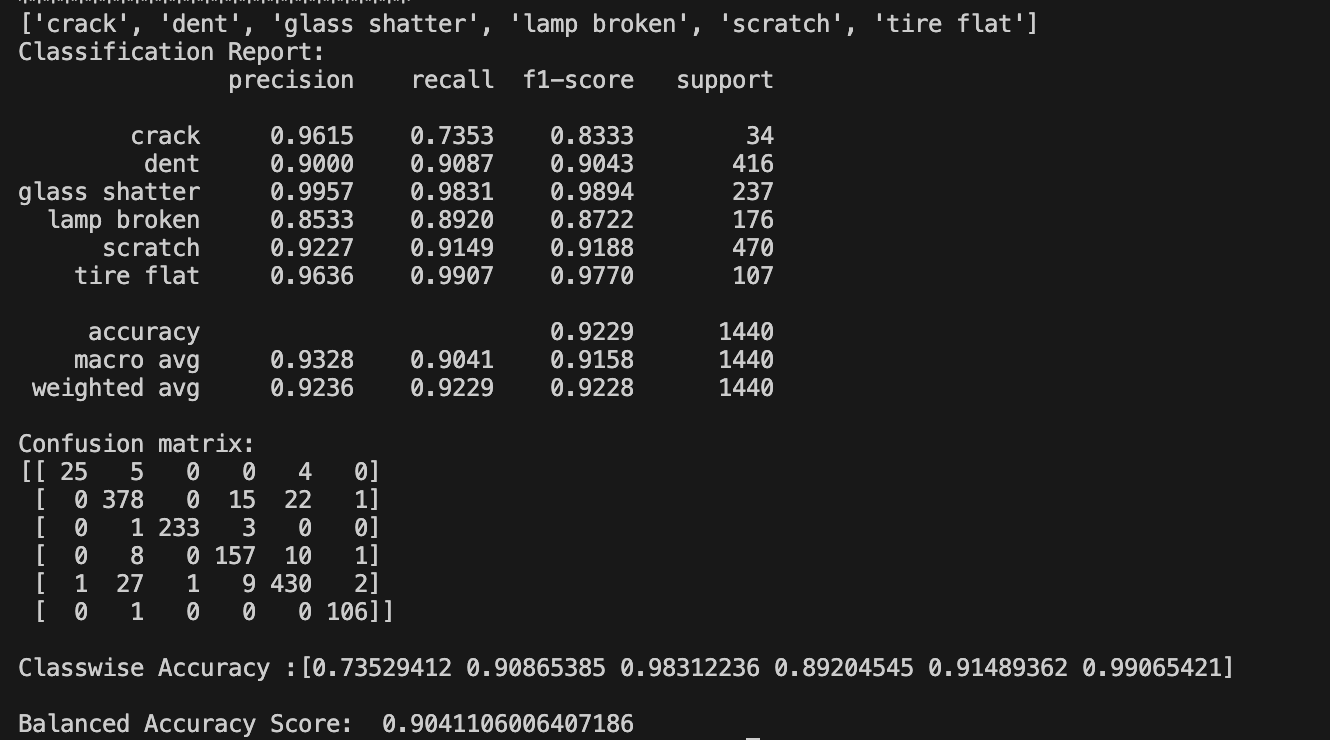 ['crack', 'dent', 'glass shatter', 'lamp broken', 'scratch', 'tire flat']
Classification Report:
               precision    recall  f1-score   support

        crack     0.9615    0.7353    0.8333        34
         dent     0.9000    0.9087    0.9043       416
glass shatter     0.9957    0.9831    0.9894       237
  lamp broken     0.8533    0.8920    0.8722       176
      scratch     0.9227    0.9149    0.9188       470
    tire flat     0.9636    0.9907    0.9770       107

     accuracy                         0.9229      1440
    macro avg     0.9328    0.9041    0.9158      1440
 weighted avg     0.9236    0.9229    0.9228      1440

Confusion matrix:
[[ 25   5   0   0   4   0]
 [  0 378   0  15  22   1]
 [  0   1 233   3   0   0]
 [  0   8   0 157  10   1]
 [  1  27   1   9 430   2]
 [  0   1   0   0   0 106]]

Classwise Accuracy :[0.73529412 0.90865385 0.98312236 0.89204545 0.91489362 0.99065421]

Balanced Accuracy Score:  0.9041106006407186